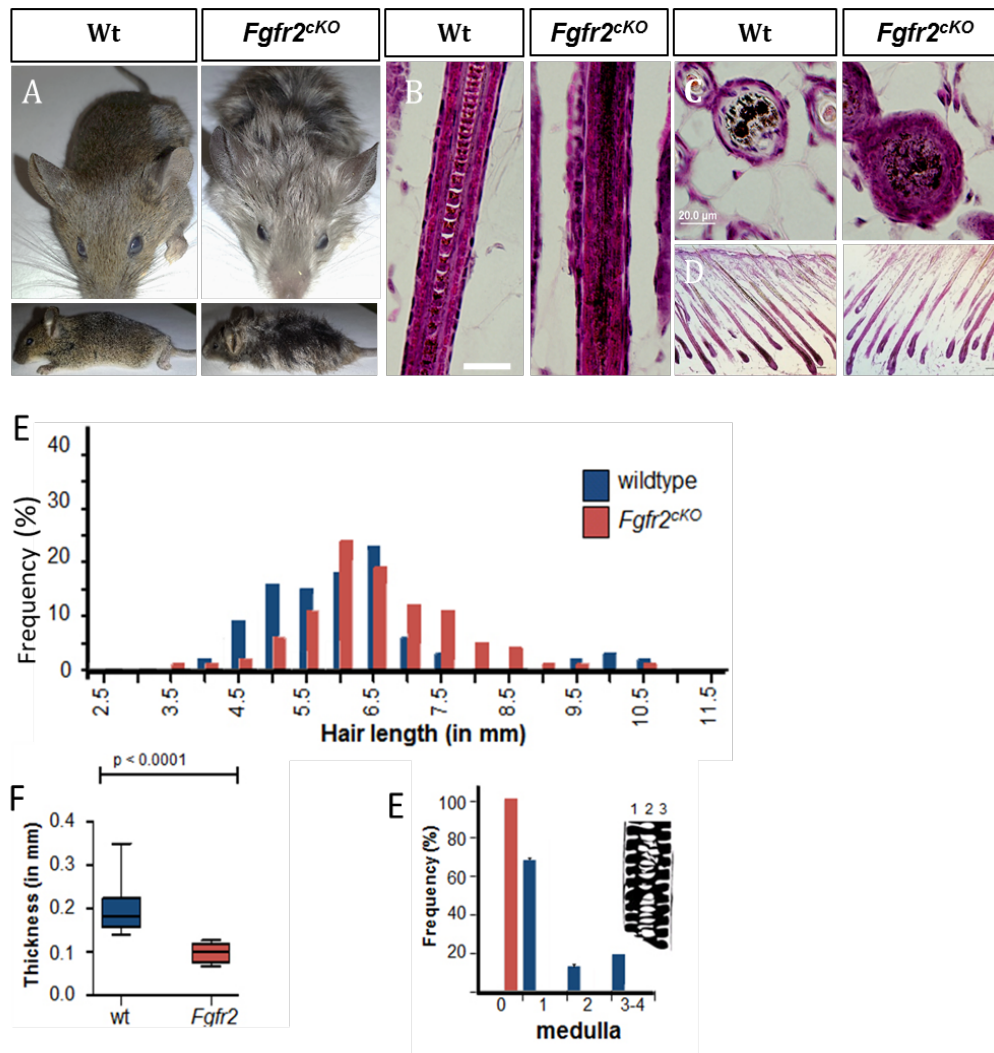 Wt Fgfr2cKO Wt Fgfr2cKO Wt Fgfr2cKO
A B C
20.0 μm
D
E
40
30
20
10
0
Frequency (%)
wildtype
Fgfr2cKO
2.5 3.5 4.5 5.5 6.5 7.5 8.5 9.5 10.5 11.5
Hair length (in mm)
F
p < 0.0001
0.4
0.3
0.2
0.1
0.0
Thickness (in mm)
wt Fgfr2
E
100
80
60
40
20
Frequency (%)
1 2 3
0 1 2 3-4
medulla